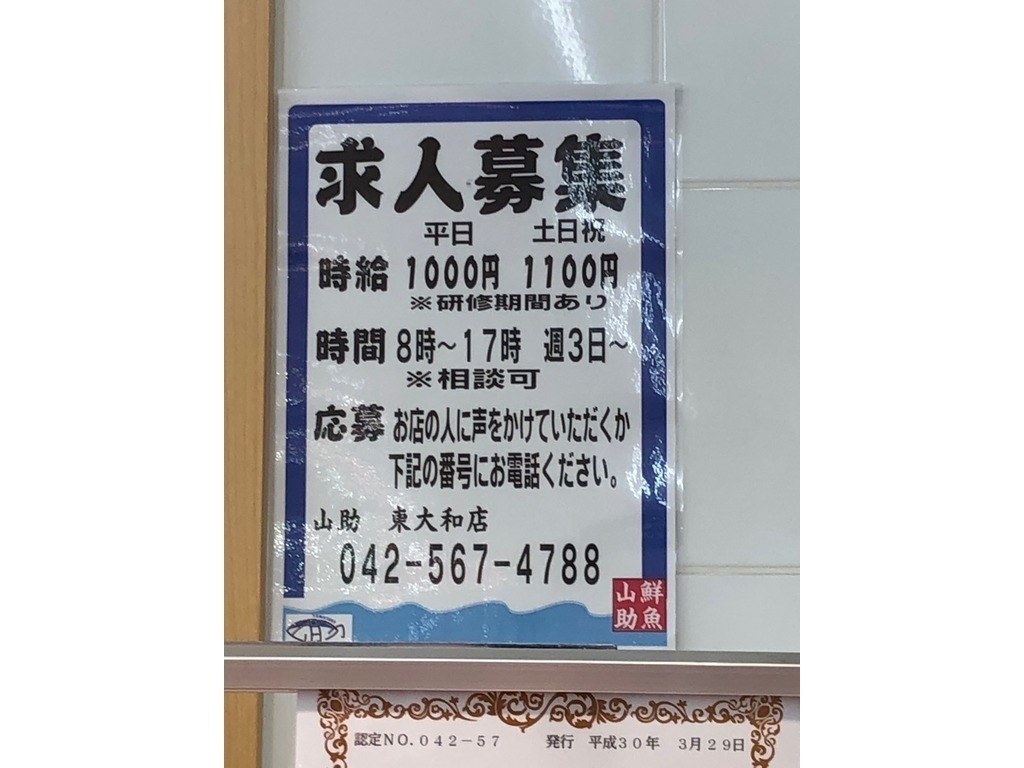 求人募集
平日 土日祝
時給 1000円 1100円
※研修期間あり
時間 8時～17時 週3日～
※相談可
応募 お店の人に声をかけていただくか
下記の番号にお電話ください。
山助 東大和店
042-567-4788
鮮魚
山助
認定NO.042-57 発行 平成30年 3月29日